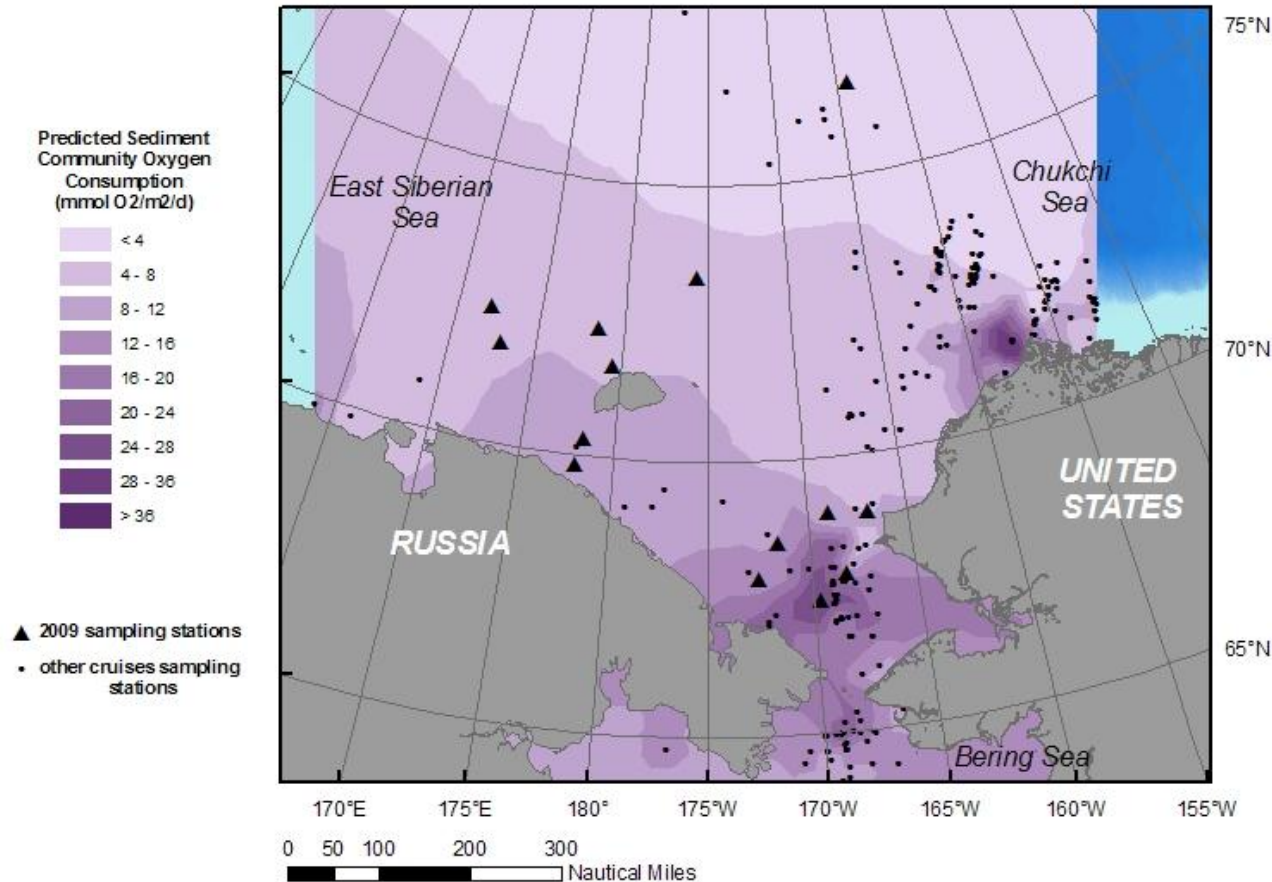 Predicted Sediment
Community Oxygen
Consumption
(mmol O2/m2/d)
< 4
4 - 8
8 - 12
12 - 16
16 - 20
20 - 24
24 - 28
28 - 36
> 36
2009 sampling stations
other cruises sampling
stations
East Siberian
Sea
Chukchi
Sea
RUSSIA
UNITED
STATES
Bering Sea
75°N
70°N
65°N
170°E
175°E
180°
175°W
170°W
165°W
160°W
155°W
0 50 100 200 300
Nautical Miles